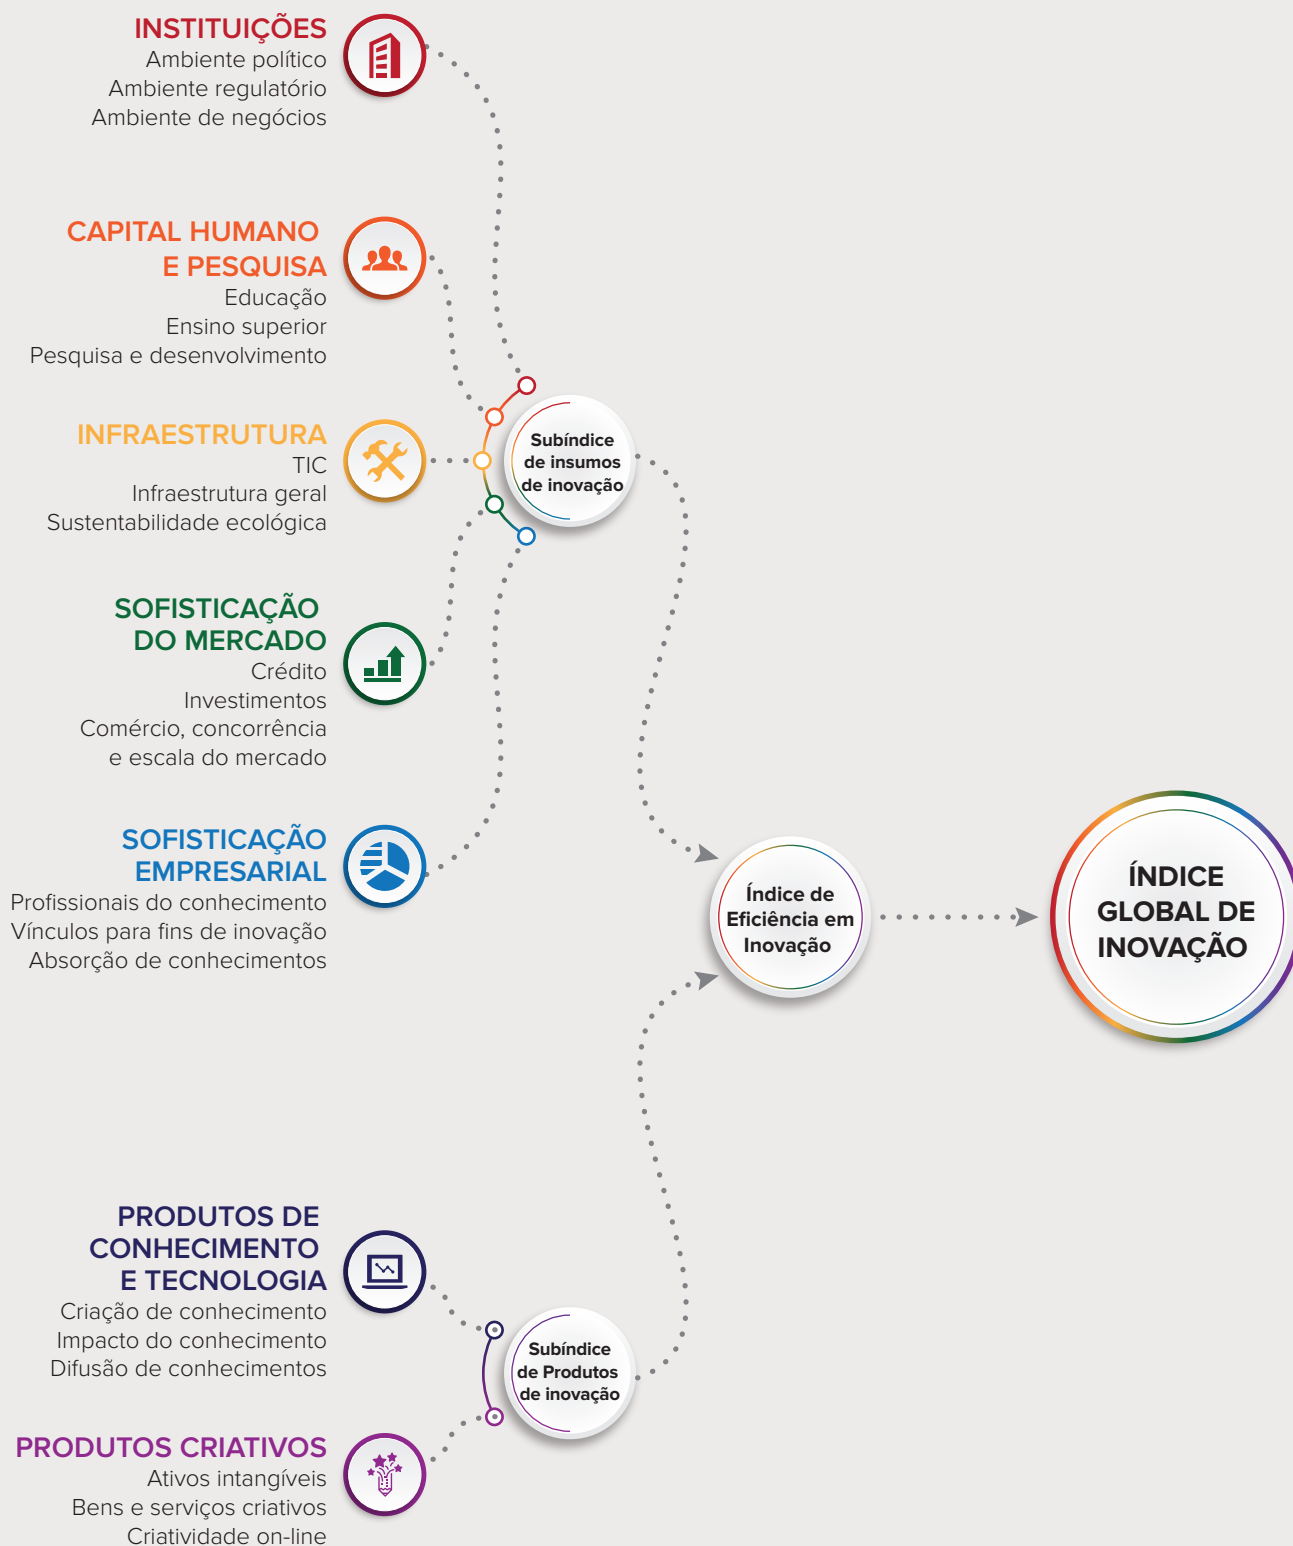 INSTITUIÇÕES
Ambiente político
Ambiente regulatório
Ambiente de negócios
CAPITAL HUMANO
E PESQUISA
Educação
Ensino superior
Pesquisa e desenvolvimento
INFRAESTRUTURA
TIC
Infraestrutura geral
Sustentabilidade ecológica
SOFISTICAÇÃO
DO MERCADO
Crédito
Investimentos
Comércio, concorrência
e escala do mercado
SOFISTICAÇÃO
EMPRESARIAL
Profissionais do conhecimento
Vínculos para fins de inovação
Absorção de conhecimentos
PRODUTOS DE
CONHECIMENTO
E TECNOLOGIA
Criação de conhecimento
Impacto do conhecimento
Difusão de conhecimentos
PRODUTOS CRIATIVOS
Ativos intangíveis
Bens e serviços criativos
Criatividade on-line
Subíndice
de insumos
de inovação
Subíndice
de Produtos
de inovação
Índice de
Eficiência em
Inovação
ÍNDICE
GLOBAL DE
INOVAÇÃO